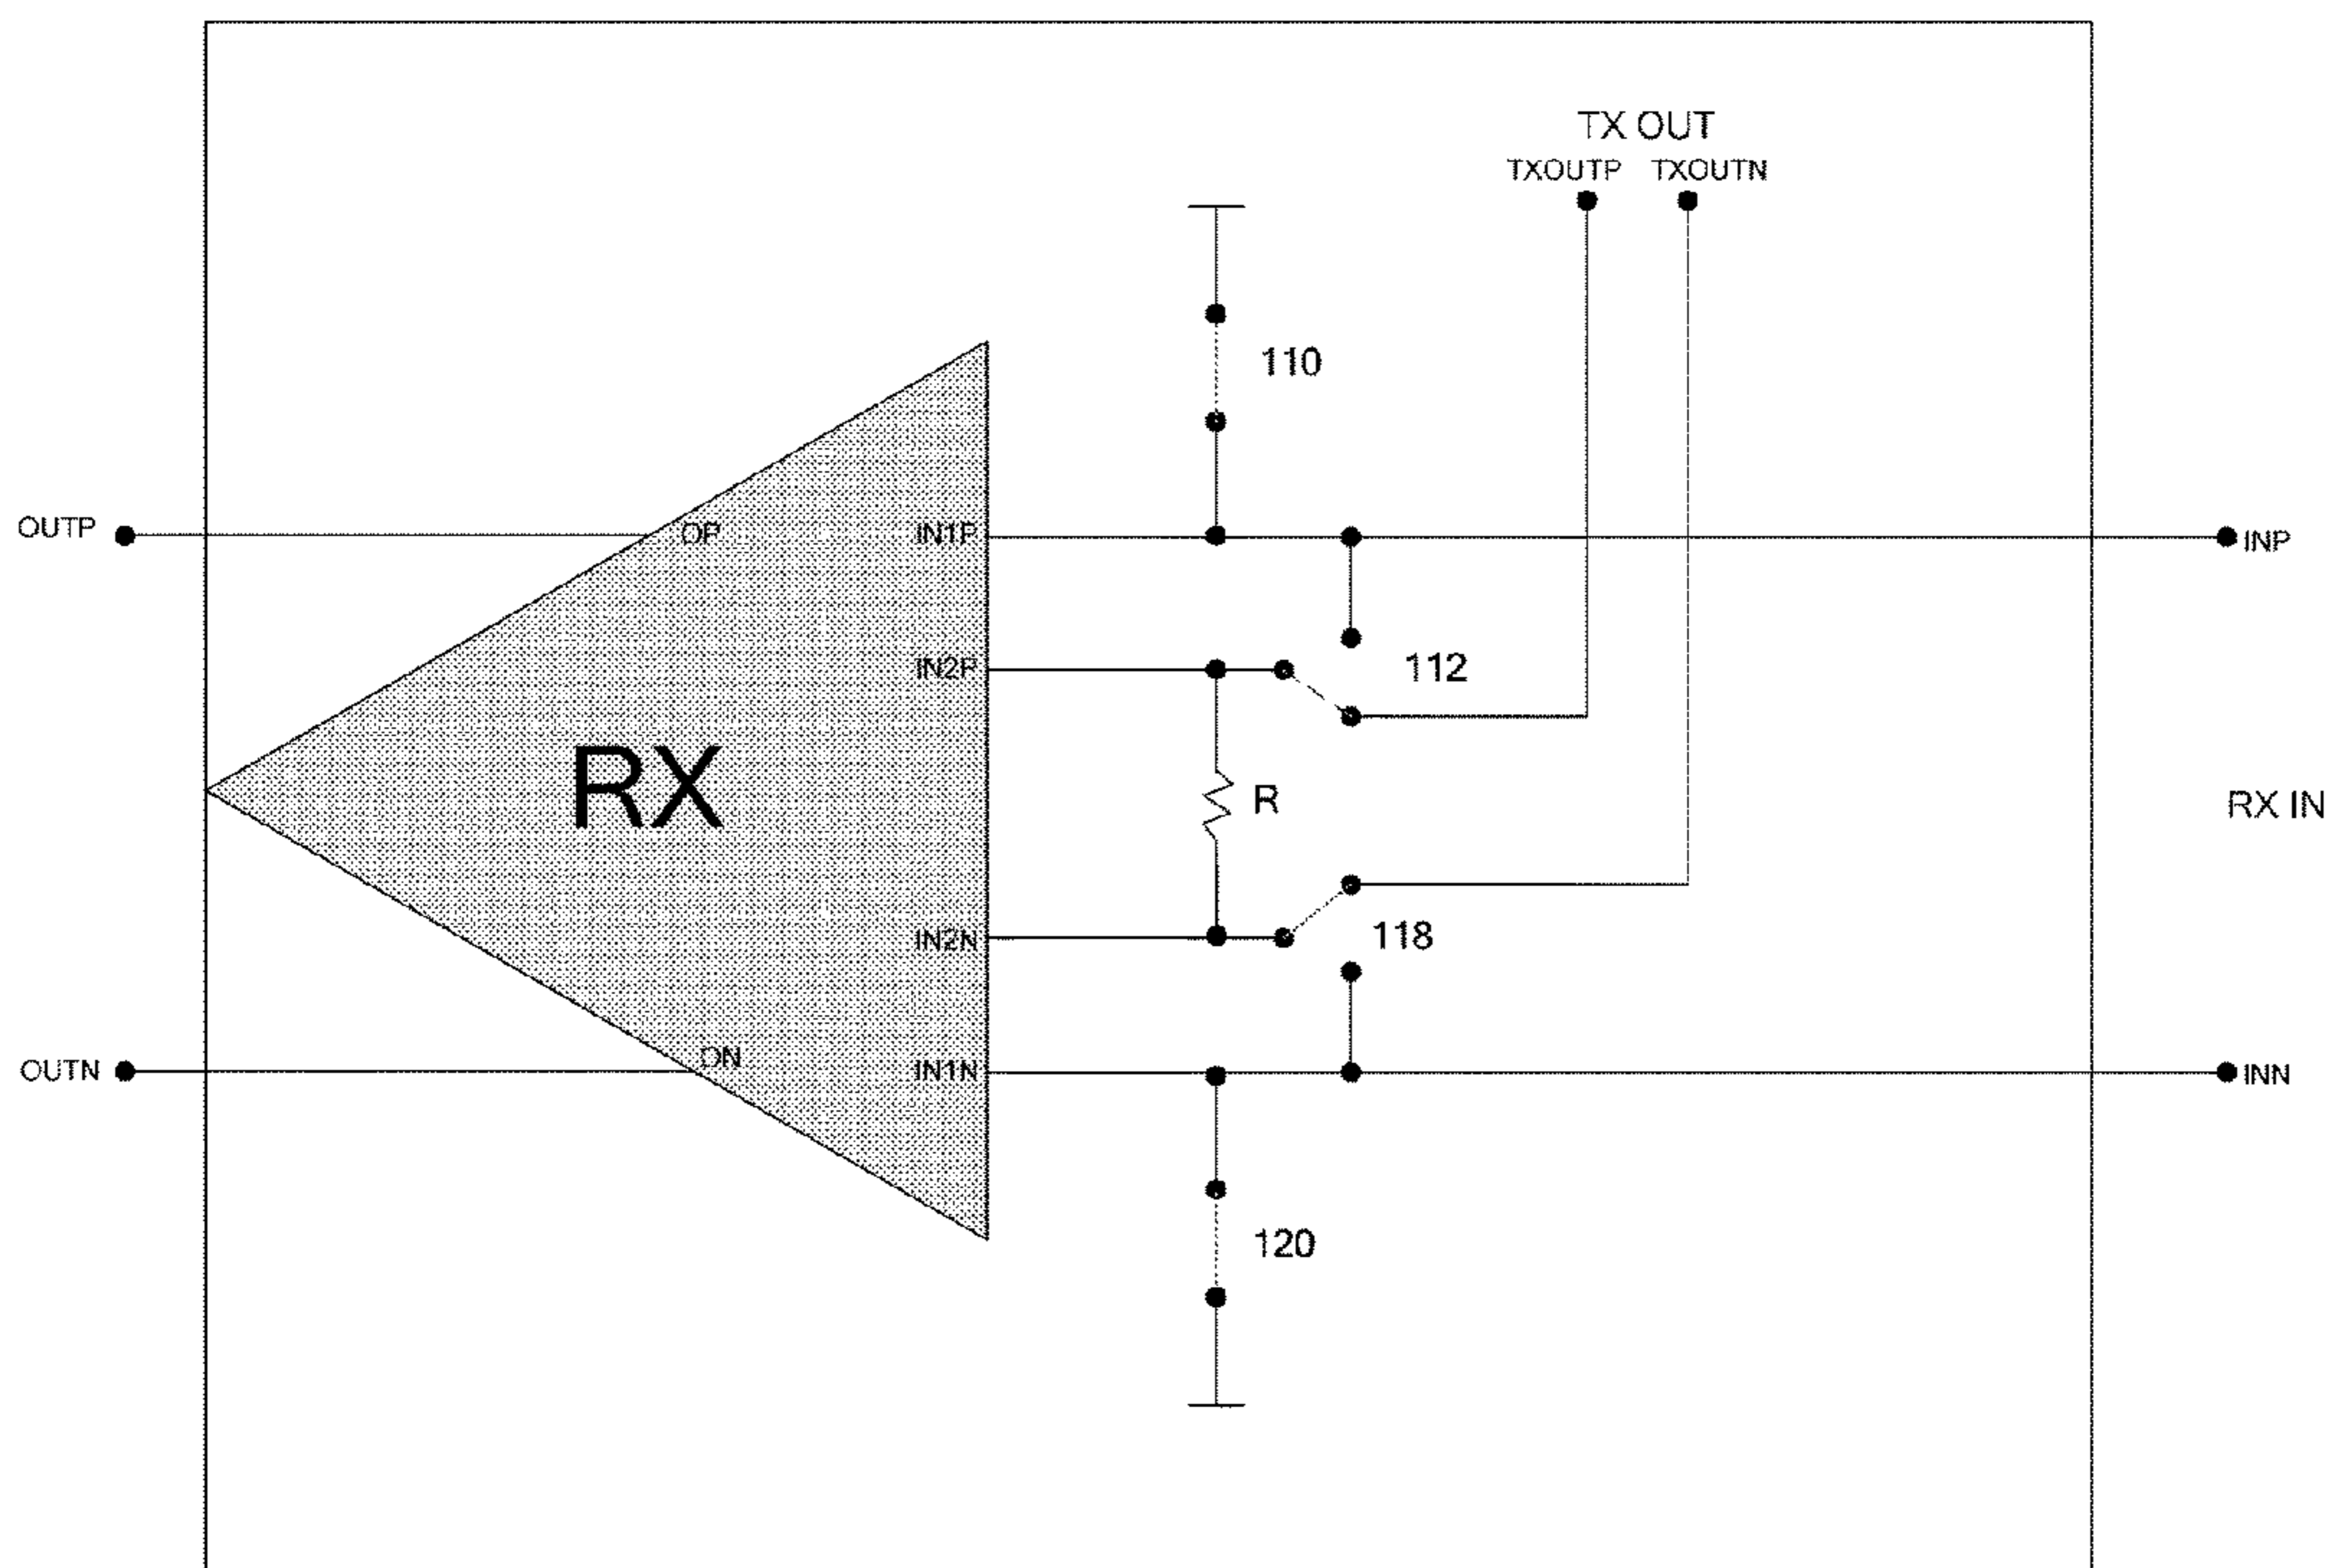 TX OUT
TXOUTP TXOUTN
110
OUTP
OP
IN1P
INP
IN2P
112
RX
R
RX IN
IN2N
118
ON
OUTN
IN1N
INN
120